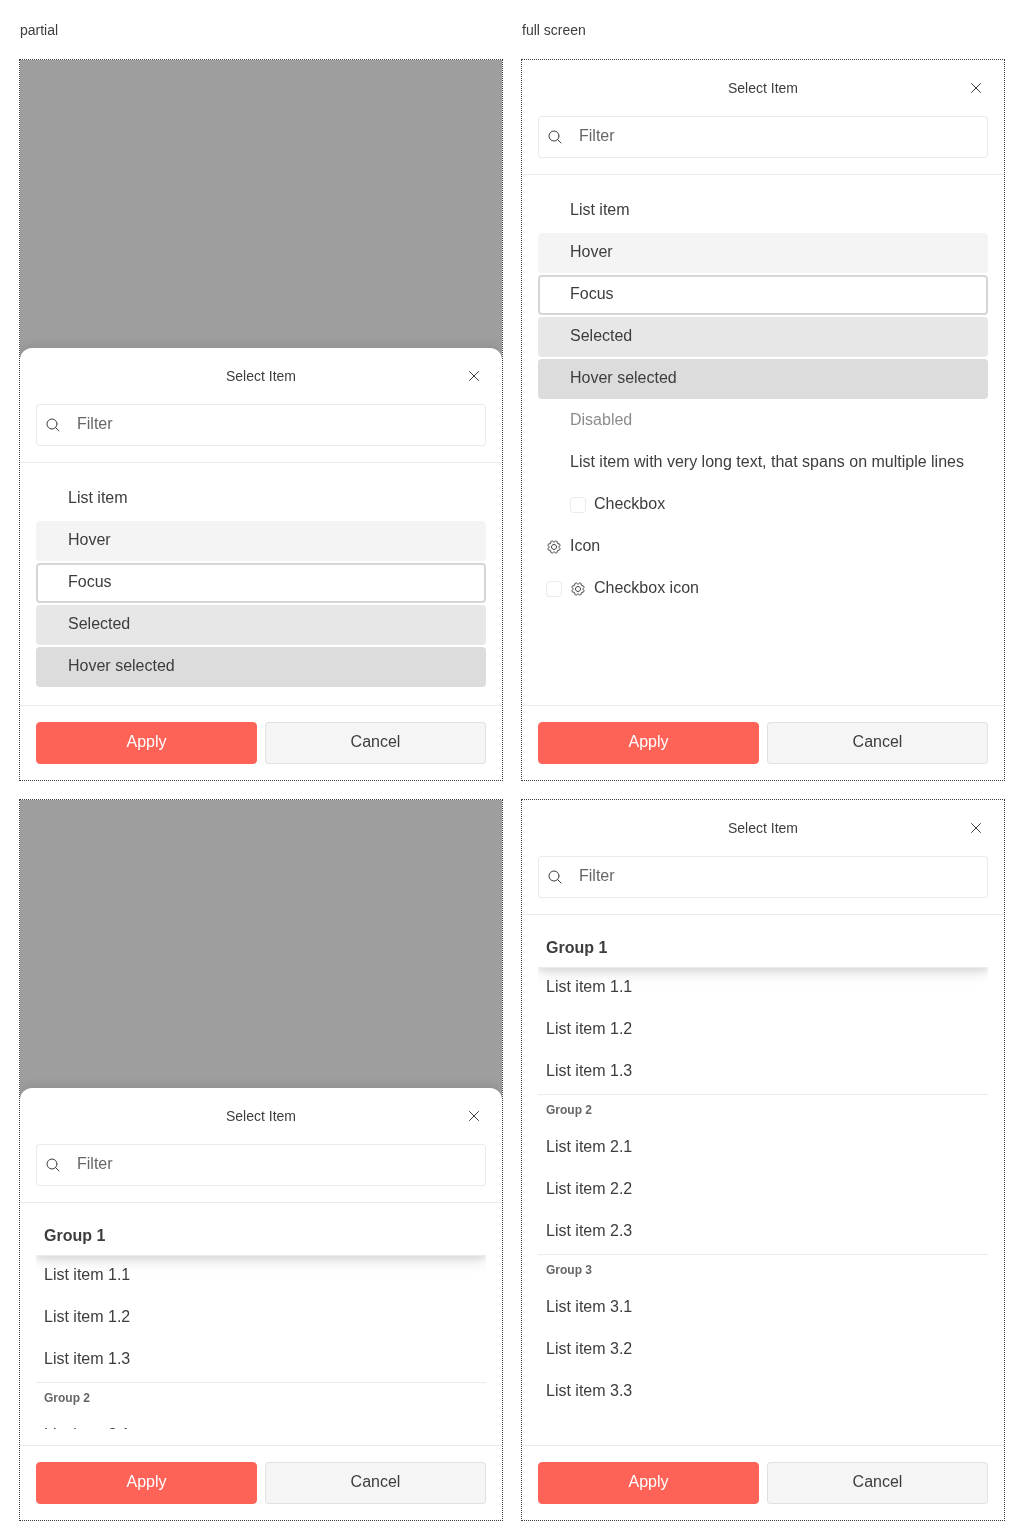 partial
full screen
Select Item
Filter
List item
Hover
Focus
Selected
Hover selected
Apply
Cancel
Select Item
Filter
List item
Hover
Focus
Selected
Hover selected
Disabled
List item with very long text, that spans on multiple lines
Checkbox
Icon
Checkbox icon
Apply
Cancel
Select Item
Filter
Group 1
List item 1.1
List item 1.2
List item 1.3
Group 2
Apply
Cancel
Select Item
Filter
Group 1
List item 1.1
List item 1.2
List item 1.3
Group 2
List item 2.1
List item 2.2
List item 2.3
Group 3
List item 3.1
List item 3.2
List item 3.3
Apply
Cancel